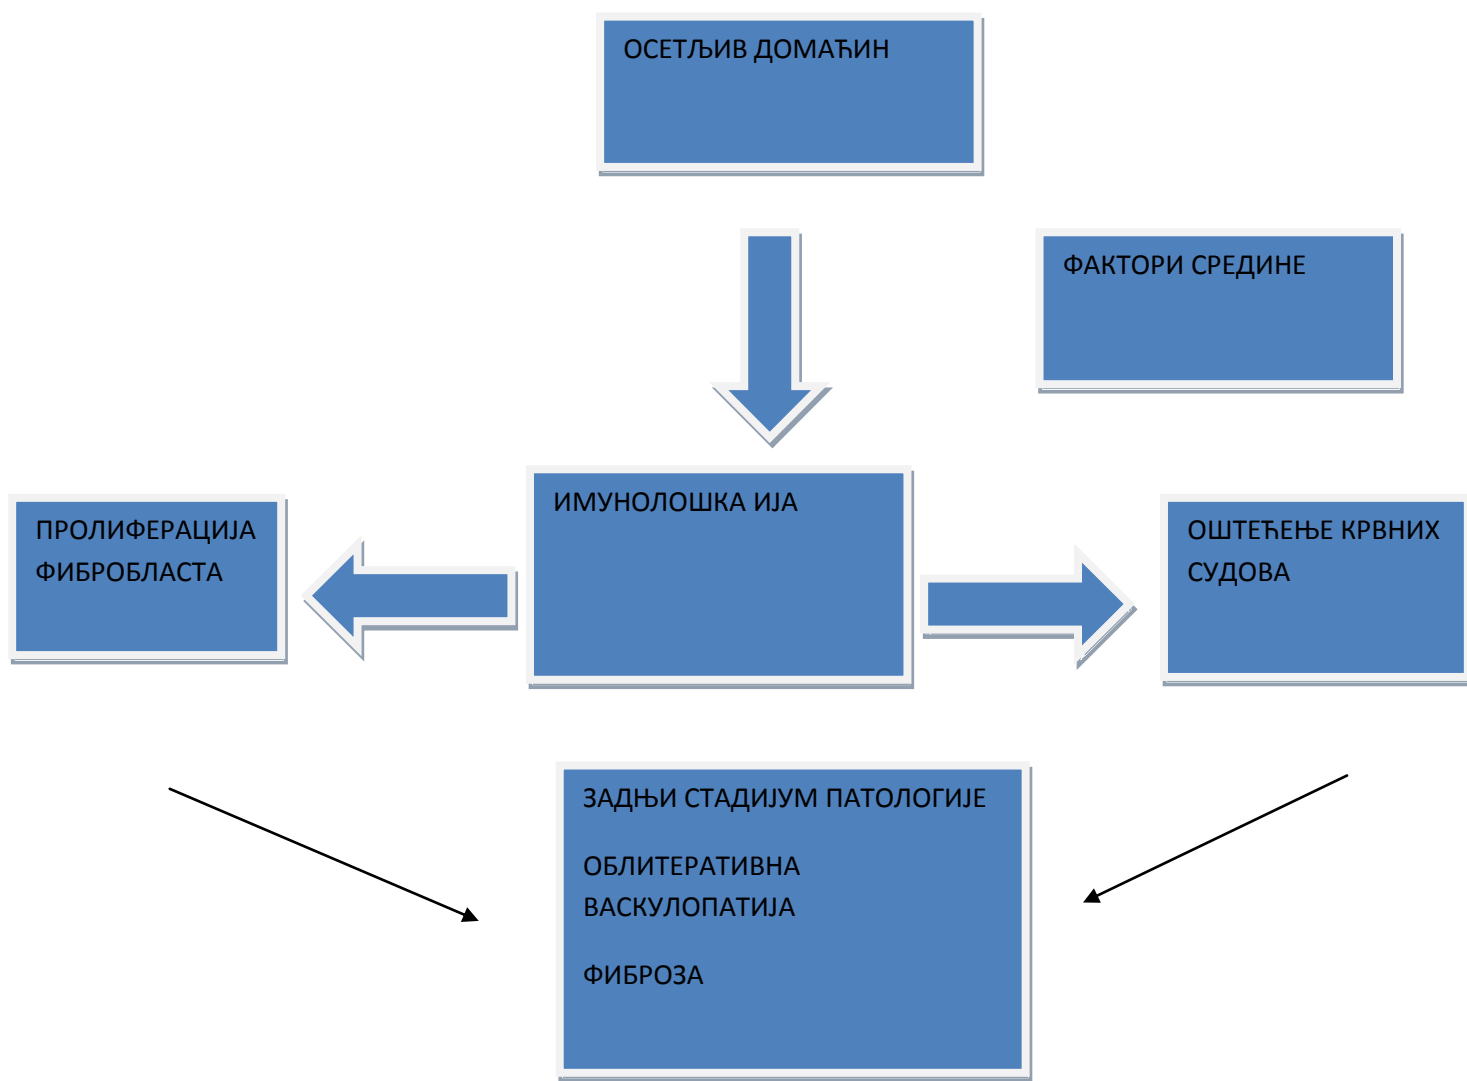 ОСЕТЉИВ ДОМАЋИН
ФАКТОРИ СРЕДИНЕ
ИМУНОЛОШКА ИЈА
ПРОЛИФЕРАЦИЈА
ФИБРОБЛАСТА
ОШТЕЋЕЊЕ КРВНИХ
СУДОВА
ЗАДЊИ СТАДИЈУМ ПАТОЛОГИЈЕ
ОБЛИТЕРАТИВНА
ВАСКУЛОПАТИЈА
ФИБРОЗА